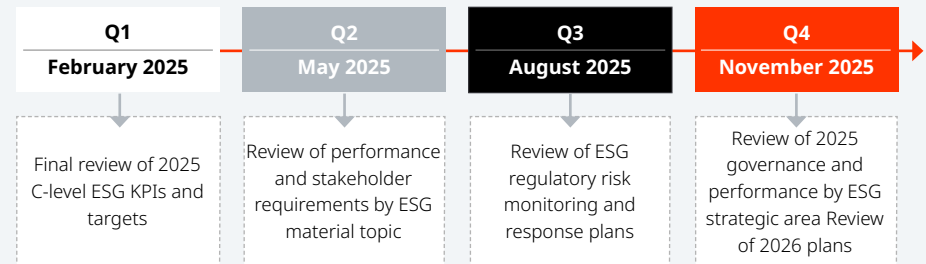 Q1
February 2025
Q2
May 2025
Q3
August 2025
Q4
November 2025
Final review of 2025
C-level ESG KPIs and
targets
Review of performance
and stakeholder
requirements by ESG
material topic
Review of ESG
regulatory risk
monitoring and
response plans
Review of 2025
governance and
performance by ESG
strategic area Review
of 2026 plans